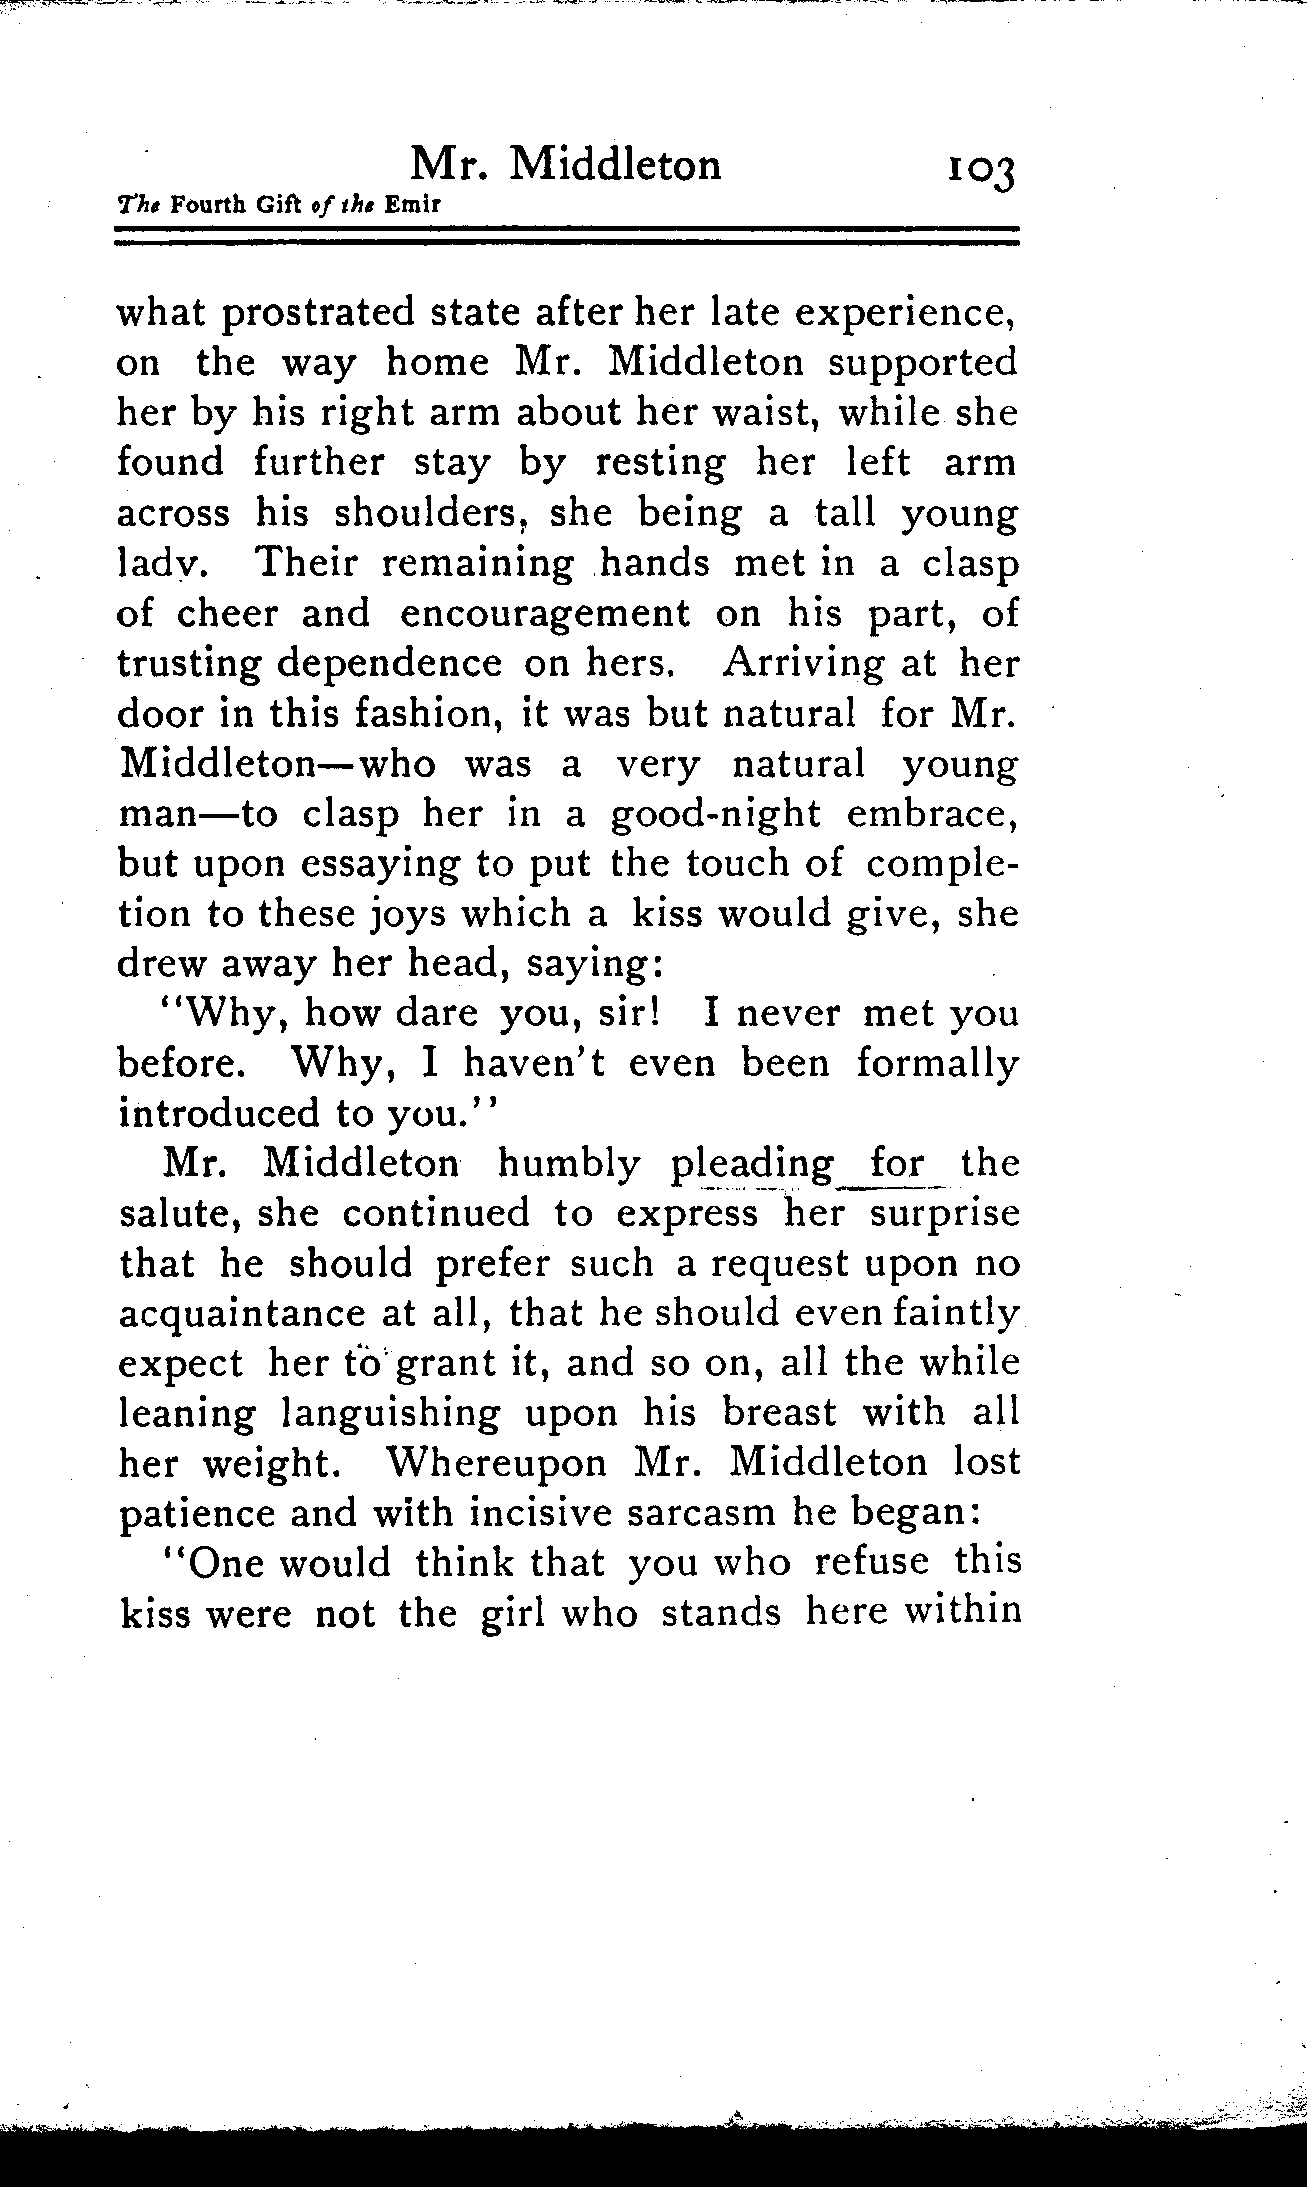 Mr. Middleton 103
The Fourth Gift of the Emir
what prostrated state after her late experience,
on the way home Mr. Middleton supported
her by his right arm about her waist, while she
found further stay by resting her left arm
across his shoulders, she being a tall young
lady. Their remaining hands met in a clasp
of cheer and encouragement on his part, of
trusting dependence on hers. Arriving at her
door in this fashion, it was but natural for Mr.
Middleton—who was a very natural young
man—to clasp her in a good-night embrace,
but upon essaying to put the touch of comple-
tion to these joys which a kiss would give, she
drew away her head, saying:
"Why, how dare you, sir! I never met you
before. Why, I haven't even been formally
introduced to you."
Mr. Middleton humbly pleading for the
salute, she continued to express her surprise
that he should prefer such a request upon no
acquaintance at all, that he should even faintly
expect her to grant it, and so on, all the while
leaning languishing upon his breast with all
her weight. Whereupon Mr. Middleton lost
patience and with incisive sarcasm he began:
"One would think that you who refuse this
kiss were not the girl who stands here within